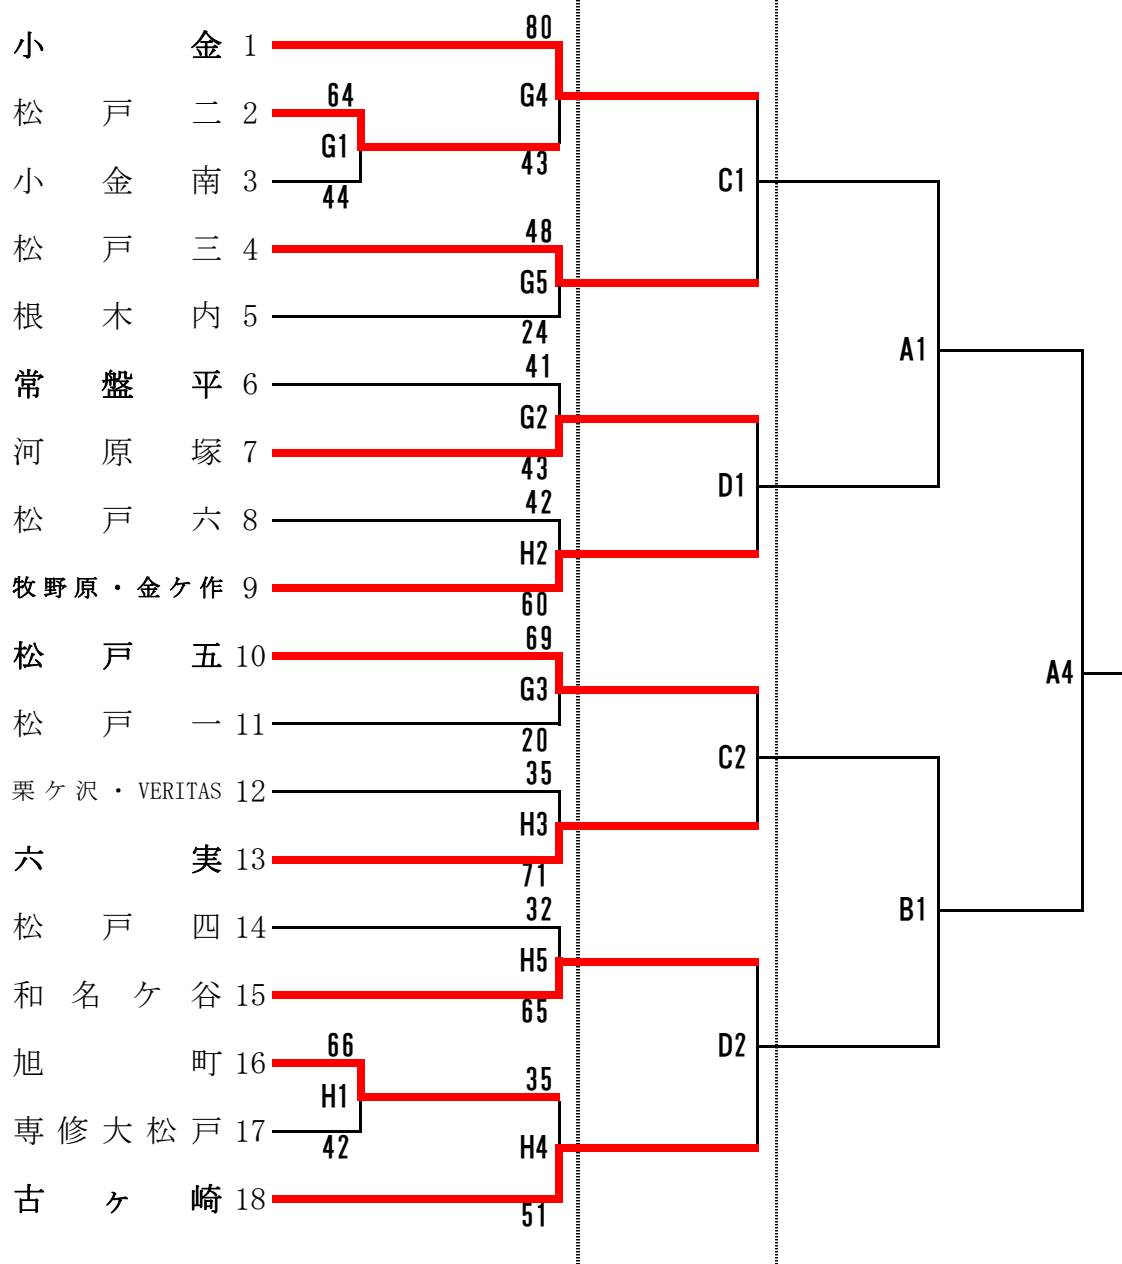 80
小金 1
64
G4
松戸二 2
G1
43
小金南 3
C1
44
48
松戸三 4
G5
根木内 5
24
A1
41
常盤平 6
G2
河原塚 7
43
D1
42
松戸六 8
H2
牧野原・金ケ作 9
60
69
松戸五 10
A4
G3
松戸一 11
20
C2
35
栗ケ沢・VERITAS 12
H3
六実 13
71
32
B1
松戸四 14
H5
和名ケ谷 15
65
66
D2
旭町 16
35
H1
専修大松戸 17
42
H4
古ヶ崎 18
51